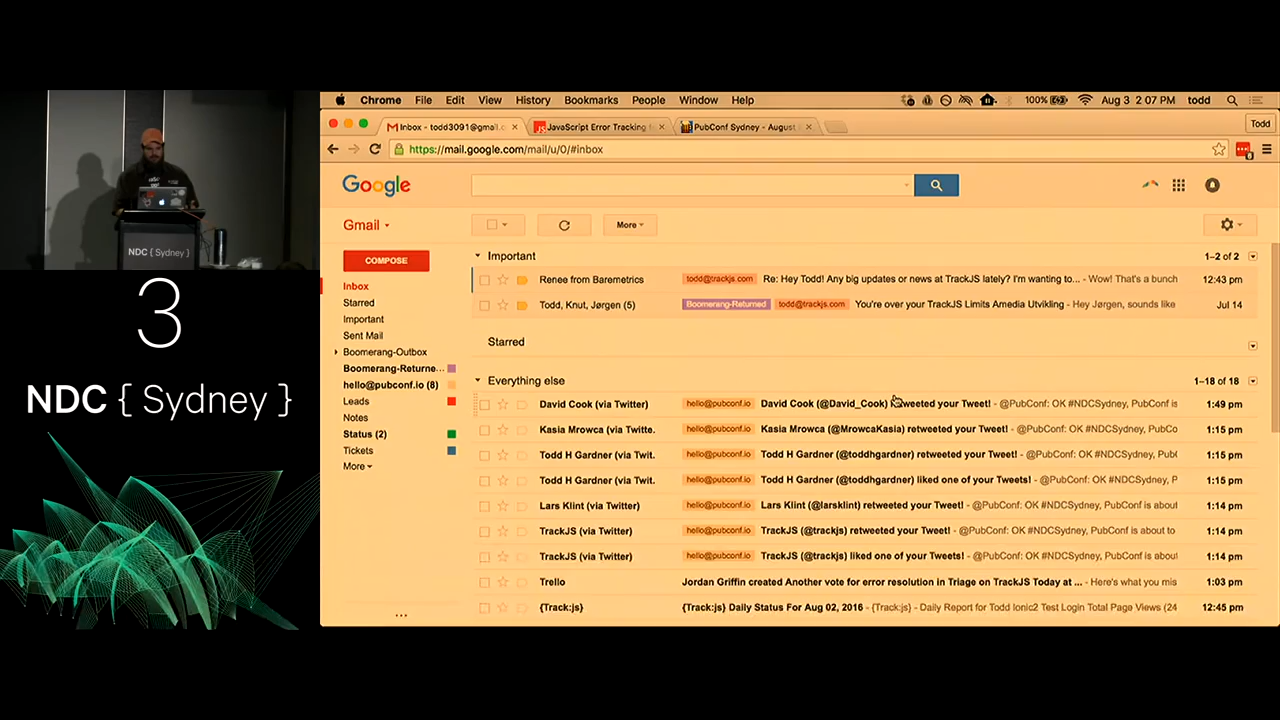 Chrome File Edit View History Bookmarks People Window Help 100% Aug 3 2:07 PM todd
Inbox - todd3091@gmail.c
JavaScript Error Tracking f
PubConf Sydney - August
Todd
https://mail.google.com/mail/u/0/#inbox
Google
Gmail
More
COMPOSE
Inbox
Starred
Important
Sent Mail
Boomerang-Outbox
Boomerang-Returne...
hello@pubconf.io (8)
Leads
Notes
Status (2)
Tickets
More
Important 1–2 of 2
Renee from Baremetrics todd@trackjs.com Re: Hey Todd! Any big updates or news at TrackJS lately? I'm wanting to... - Wow! That's a bunch 12:43 pm
Todd, Knut, Jørgen (5) Boomerang-Returned todd@trackjs.com You're over your TrackJS Limits Amedia Utvikling - Hey Jørgen, sounds like Jul 14
Starred
Everything else 1–18 of 18
David Cook (via Twitter) hello@pubconf.io David Cook (@David_Cook) retweeted your Tweet! - @PubConf: OK #NDCSydney, PubConf is 1:49 pm
Kasia Mrowca (via Twitte. hello@pubconf.io Kasia Mrowca (@MrowcaKasia) retweeted your Tweet! - @PubConf: OK #NDCSydney, PubConf 1:15 pm
Todd H Gardner (via Twit. hello@pubconf.io Todd H Gardner (@toddhgardner) retweeted your Tweet! - @PubConf: OK #NDCSydney, PubC 1:15 pm
Todd H Gardner (via Twit. hello@pubconf.io Todd H Gardner (@toddhgardner) liked one of your Tweets! - @PubConf: OK #NDCSydney, Pub 1:15 pm
Lars Klint (via Twitter) hello@pubconf.io Lars Klint (@larsklint) retweeted your Tweet! - @PubConf: OK #NDCSydney, PubConf is about 1:14 pm
TrackJS (via Twitter) hello@pubconf.io TrackJS (@trackjs) retweeted your Tweet! - @PubConf: OK #NDCSydney, PubConf is about to 1:14 pm
TrackJS (via Twitter) hello@pubconf.io TrackJS (@trackjs) liked one of your Tweets! - @PubConf: OK #NDCSydney, PubConf is about 1:14 pm
Trello Jordan Griffin created Another vote for error resolution in Triage on TrackJS Today at ... - Here's what you mis 1:03 pm
{Track:js} {Track:js} Daily Status For Aug 02, 2016 - {Track:js} - Daily Report for Todd Ionic2 Test Login Total Page Views (24 12:45 pm
NDC { Sydney }
3
NDC { Sydney }